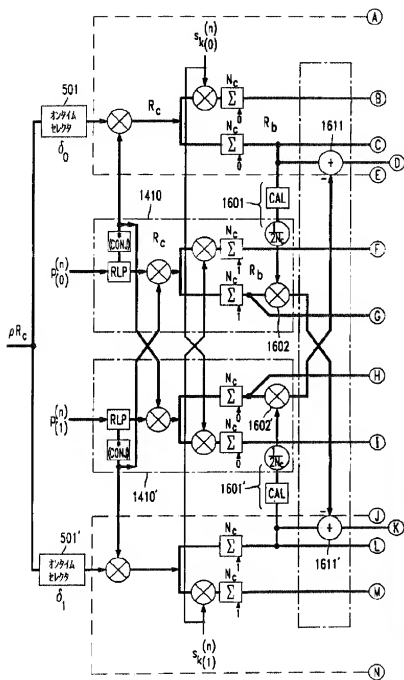 A
s_k(0)^(n)
501
オンタイム
セレクタ
δ_0
R_c
N_c
Σ
0
B
N_c
Σ
0
R_b
C
1611
+
−
D
E
1601
CAL
2N_c
1410
(CONJ)
R_c
p_(0)^(n)
RLP
Σ
1
F
N_c
Σ
1
R_b
1602
G
ρR_c
N_c
Σ
0
H
1602'
p_(1)^(n)
RLP
(CONJ)
N_c
Σ
0
I
2N_c
1601'
CAL
1410'
J
−
+
K
1611'
501'
オンタイム
セレクタ
δ_1
N_c
Σ
1
L
N_c
Σ
1
M
s_k(1)^(n)
N